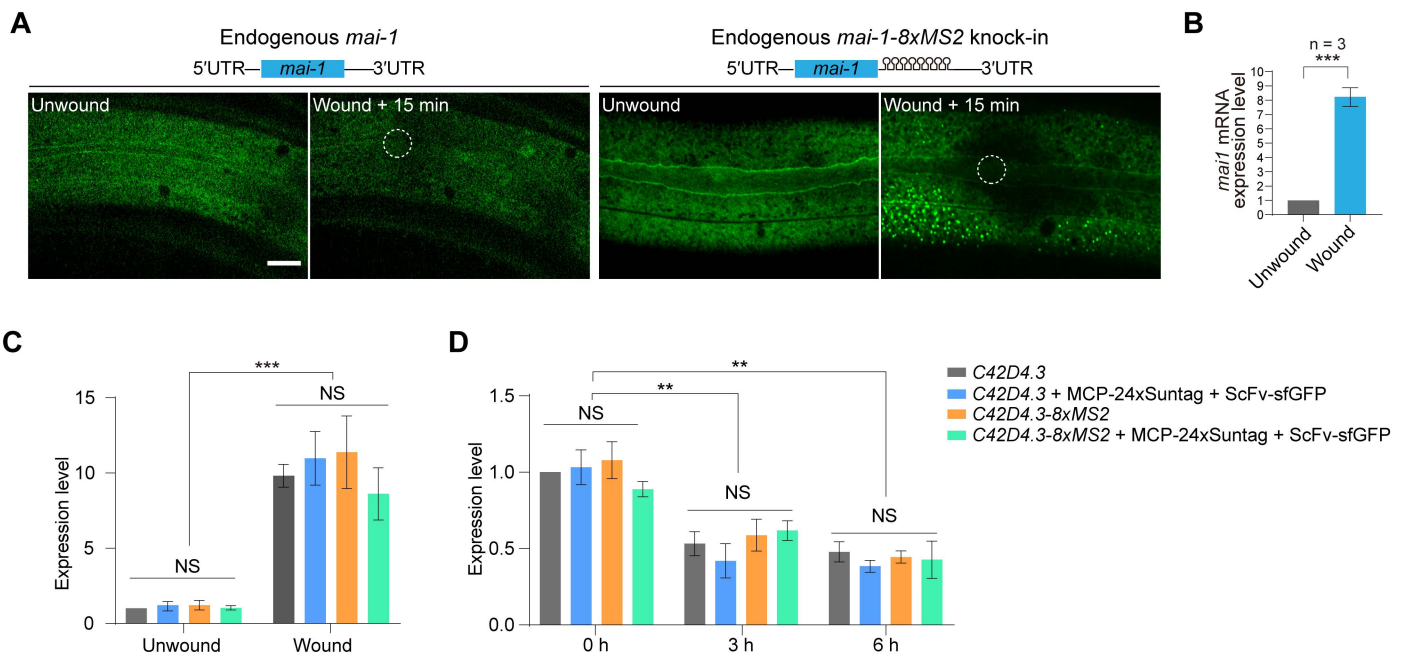 A
Endogenous mai-1
5'UTR mai-1 3'UTR
Unwound
Wound + 15 min
Endogenous mai-1-8xMS2 knock-in
5'UTR mai-1 3'UTR
Unwound
Wound + 15 min
B
n = 3
***
mai1 mRNA
expression level
10
9
8
7
6
5
4
3
2
1
0
Unwound
Wound
C
***
NS
NS
Expression level
15
10
5
0
Unwound
Wound
D
**
**
NS
NS
NS
Expression level
1.5
1.0
0.5
0.0
0 h
3 h
6 h
C42D4.3
C42D4.3 + MCP-24xSuntag + ScFv-sfGFP
C42D4.3-8xMS2
C42D4.3-8xMS2 + MCP-24xSuntag + ScFv-sfGFP